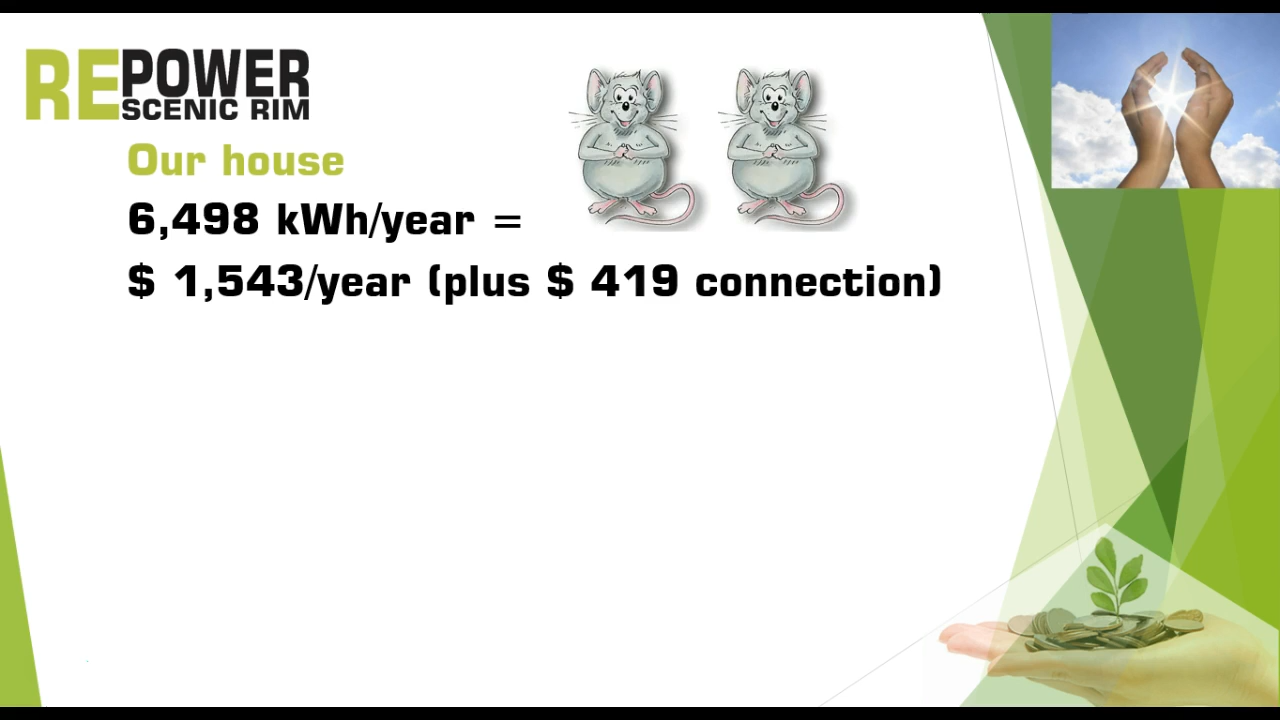 REPOWER
SCENIC RIM
Our house
6,498 kWh/year =
$ 1,543/year (plus $ 419 connection)